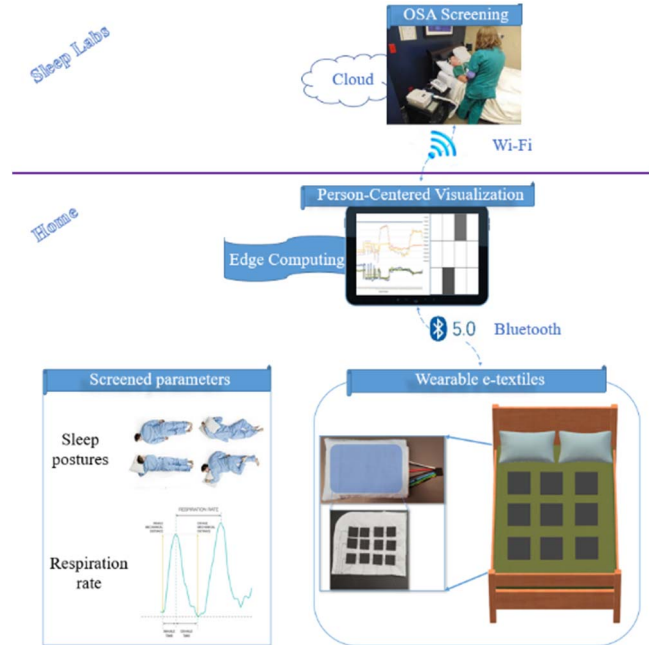 OSA Screening
Sleep Labs
Cloud
Wi-Fi
Person-Centered Visualization
Home
Edge Computing
5.0 Bluetooth
Screened parameters
Wearable e-textiles
Sleep
postures
RESPIRATION RATE
Respiration
rate